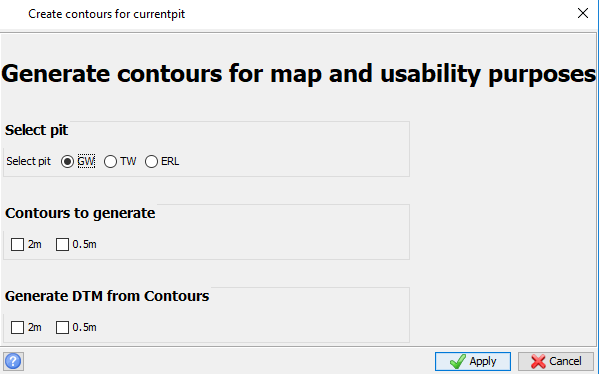 Create contours for currentpit
Generate contours for map and usability purposes
Select pit
Select pit GW TW ERL
Contours to generate
2m 0.5m
Generate DTM from Contours
2m 0.5m
? Apply Cancel